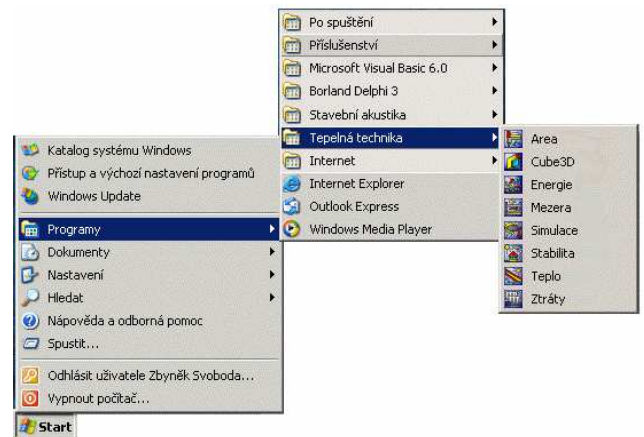 Po spuštění
Příslušenství
Microsoft Visual Basic 6.0
Borland Delphi 3
Stavební akustika
Tepelná technika
Internet
Internet Explorer
Outlook Express
Windows Media Player
Katalog systému Windows
Přístup a výchozí nastavení programů
Windows Update
Programy
Dokumenty
Nastavení
Hledat
Nápověda a odborná pomoc
Spustit...
Odhlásit uživatele Zbyněk Svoboda...
Vypnout počítač...
Start
Area
Cube3D
Energie
Mezera
Simulace
Stabilita
Teplo
Ztráty